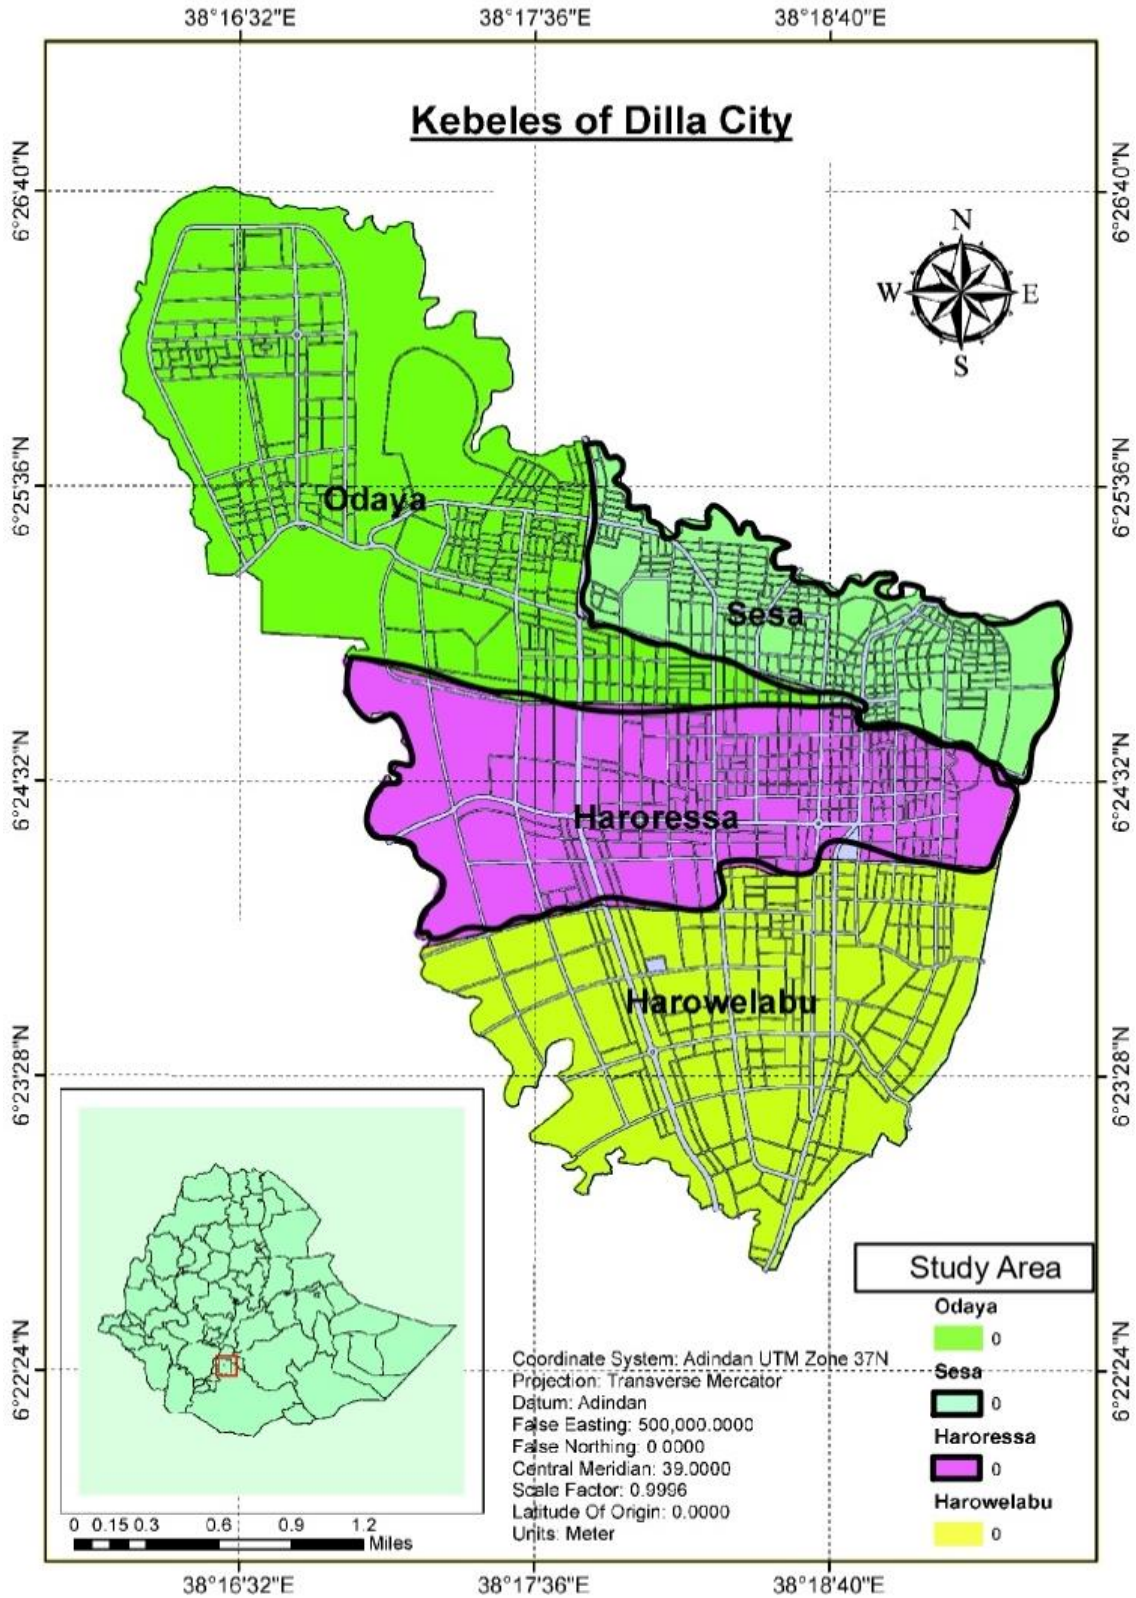 38°16'32"E 38°17'36"E 38°18'40"E
Kebeles of Dilla City
6°26'40"N 6°26'40"N
N
W E
S
6°25'36"N 6°25'36"N
Odaya
Sesa
6°24'32"N 6°24'32"N
Haroressa
Harowelabu
6°23'28"N 6°23'28"N
Study Area
Odaya
0
Sesa
0
Haroressa
0
Harowelabu
0
6°22'24"N 6°22'24"N
Coordinate System: Adindan UTM Zone 37N
Projection: Transverse Mercator
Datum: Adindan
False Easting: 500,000.0000
False Northing: 0.0000
Central Meridian: 39.0000
Scale Factor: 0.9996
Latitude Of Origin: 0.0000
Units: Meter
0 0.15 0.3 0.6 0.9 1.2
Miles
38°16'32"E 38°17'36"E 38°18'40"E